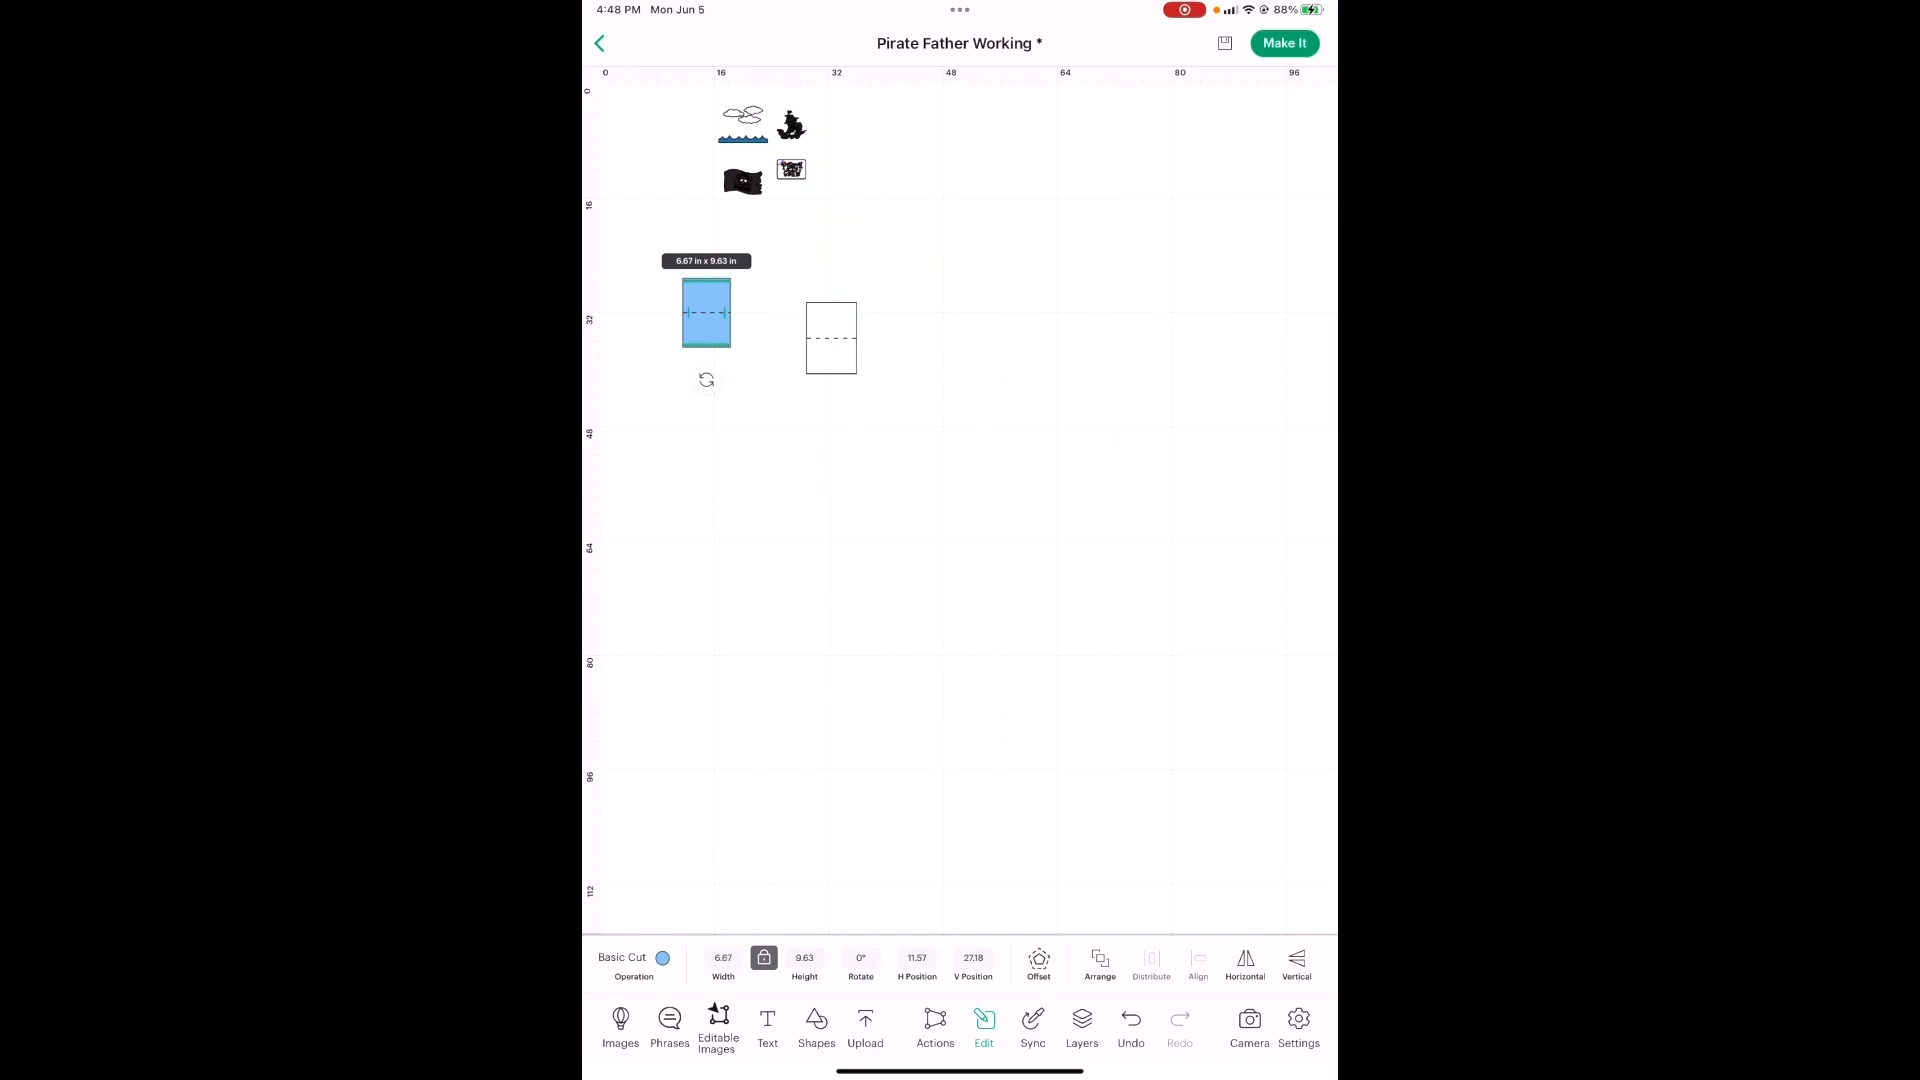 4:48 PM Mon Jun 5
88%
Pirate Father Working *
Make It
0 16 32 48 64 80 96
0
16
32
48
64
80
96
112
6.67 in x 9.63 in
Basic Cut
Operation
6.67
Width
9.63
Height
0°
Rotate
11.57
H Position
27.18
V Position
Offset
Arrange
Distribute
Align
Horizontal
Vertical
Images
Phrases
Editable
Images
Text
Shapes
Upload
Actions
Edit
Sync
Layers
Undo
Redo
Camera
Settings